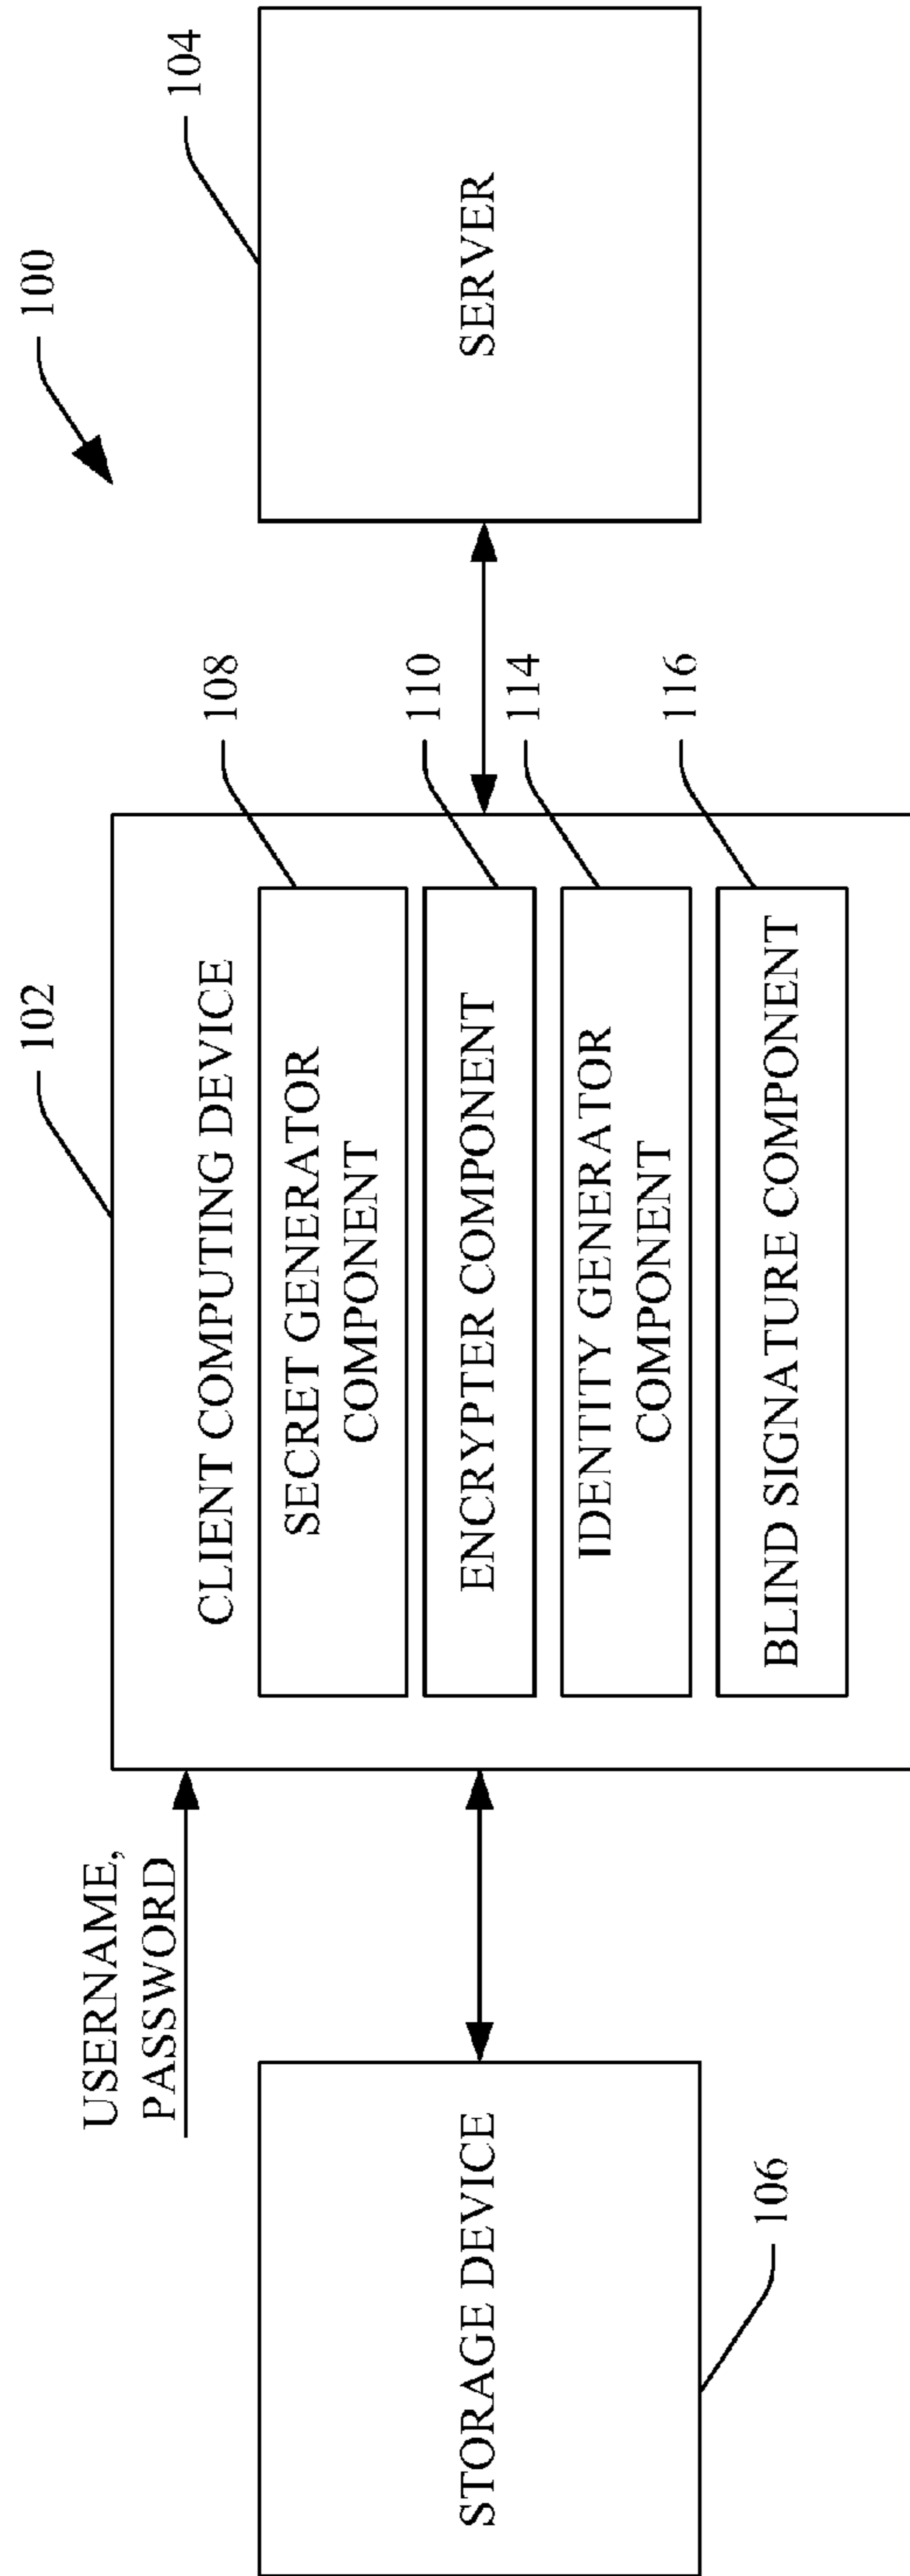 100
102
104
USERNAME,
PASSWORD
CLIENT COMPUTING DEVICE
108
SECRET GENERATOR
COMPONENT
110
ENCRYPTER COMPONENT
114
IDENTITY GENERATOR
COMPONENT
116
BLIND SIGNATURE COMPONENT
STORAGE DEVICE
106
SERVER